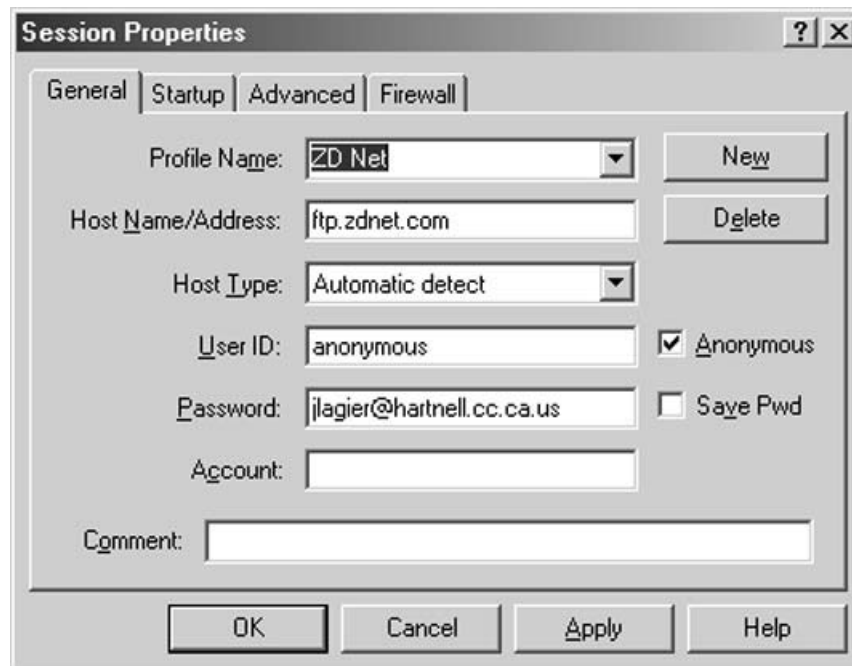 Session Properties
General Startup Advanced Firewall
Profile Name: ZD Net New
Host Name/Address: ftp.zdnet.com Delete
Host Type: Automatic detect
User ID: anonymous Anonymous
Password: jlagier@hartnell.cc.ca.us Save Pwd
Account:
Comment:
OK Cancel Apply Help